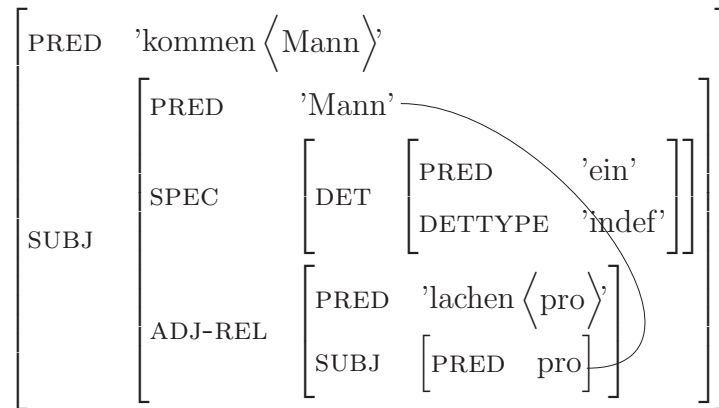 PRED ’kommen ⟨Mann⟩’
PRED ’Mann’
SPEC DET PRED ’ein’
DETTYPE ’indef’
SUBJ
ADJ-REL PRED ’lachen ⟨pro⟩’
SUBJ PRED pro